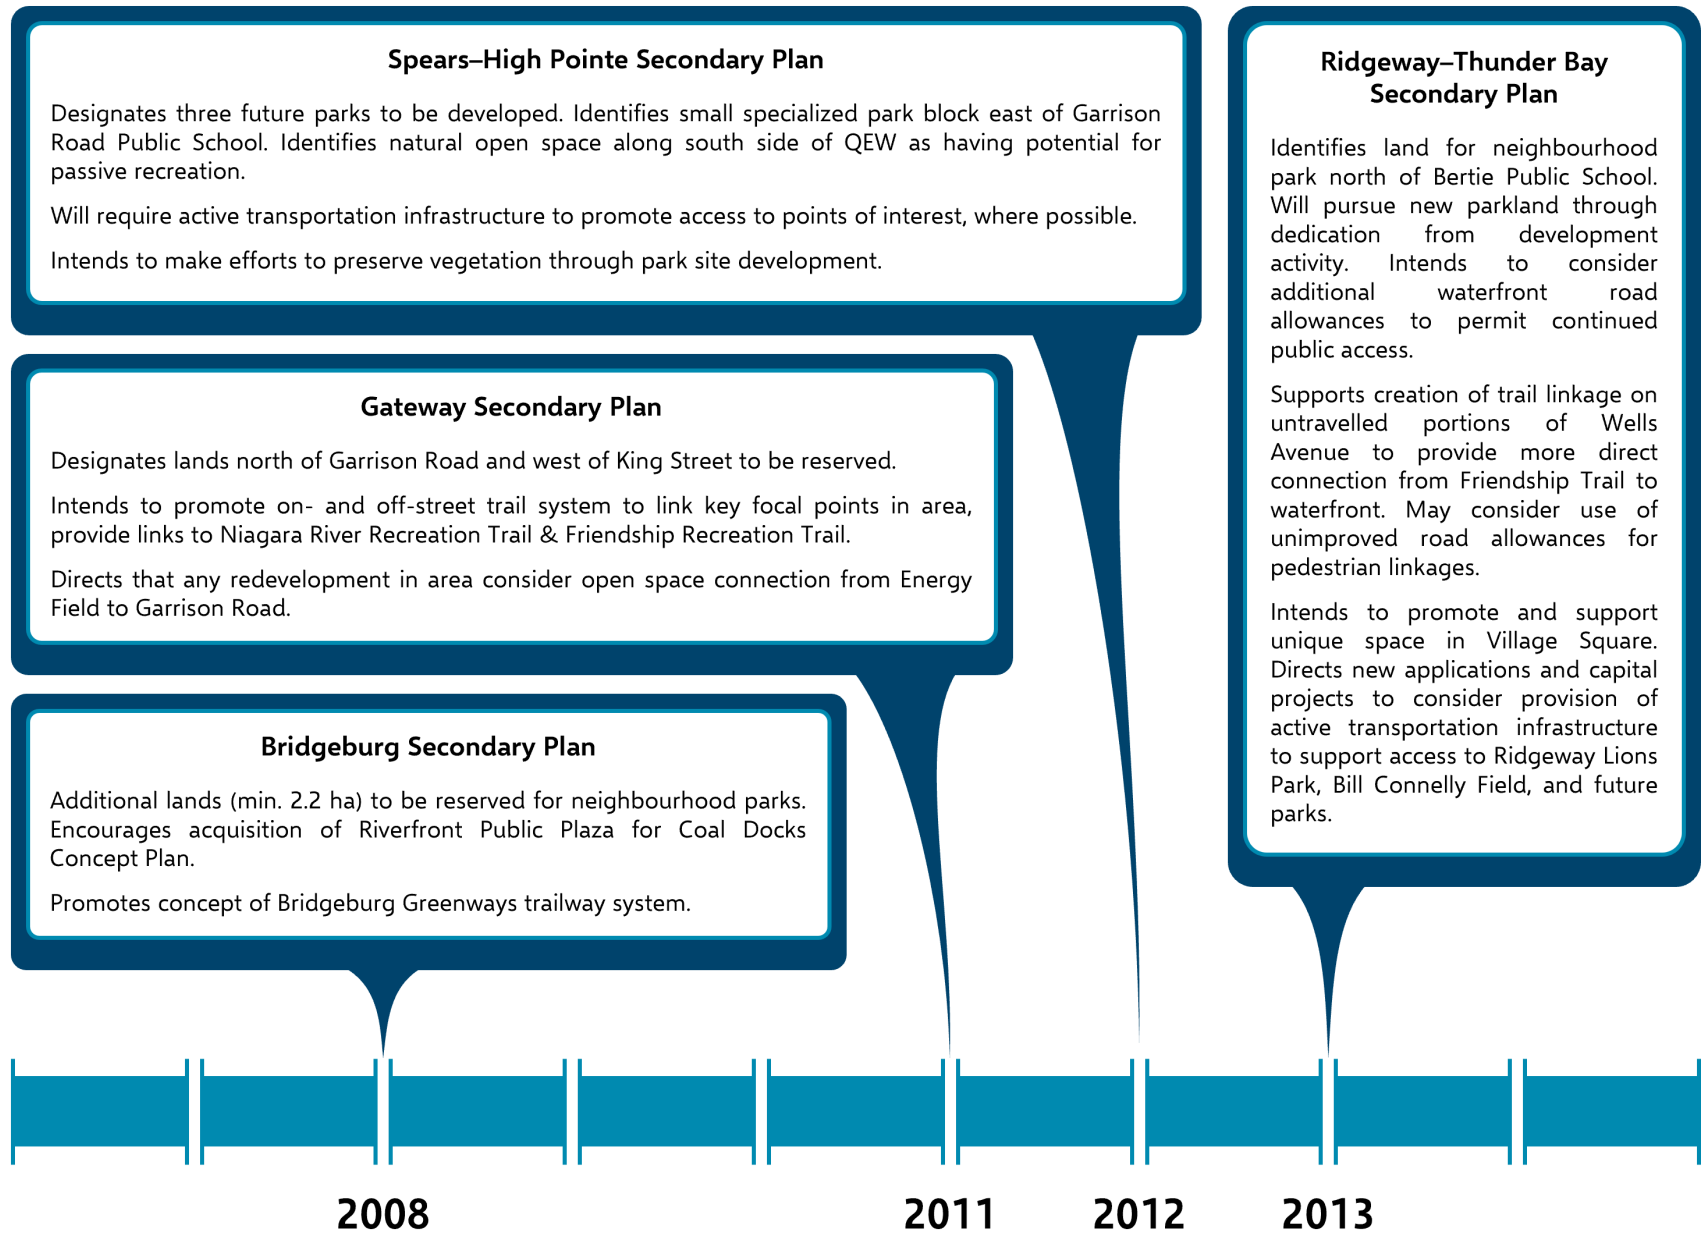 Spears–High Pointe Secondary Plan
Designates three future parks to be developed. Identifies small specialized park block east of Garrison
Road Public School. Identifies natural open space along south side of QEW as having potential for
passive recreation.
Will require active transportation infrastructure to promote access to points of interest, where possible.
Intends to make efforts to preserve vegetation through park site development.
Gateway Secondary Plan
Designates lands north of Garrison Road and west of King Street to be reserved.
Intends to promote on- and off-street trail system to link key focal points in area,
provide links to Niagara River Recreation Trail & Friendship Recreation Trail.
Directs that any redevelopment in area consider open space connection from Energy
Field to Garrison Road.
Bridgeburg Secondary Plan
Additional lands (min. 2.2 ha) to be reserved for neighbourhood parks.
Encourages acquisition of Riverfront Public Plaza for Coal Docks
Concept Plan.
Promotes concept of Bridgeburg Greenways trailway system.
Ridgeway–Thunder Bay
Secondary Plan
Identifies land for neighbourhood
park north of Bertie Public School.
Will pursue new parkland through
dedication from development
activity. Intends to consider
additional waterfront road
allowances to permit continued
public access.
Supports creation of trail linkage on
untravelled portions of Wells
Avenue to provide more direct
connection from Friendship Trail to
waterfront. May consider use of
unimproved road allowances for
pedestrian linkages.
Intends to promote and support
unique space in Village Square.
Directs new applications and capital
projects to consider provision of
active transportation infrastructure
to support access to Ridgeway Lions
Park, Bill Connelly Field, and future
parks.
2008
2011
2012
2013